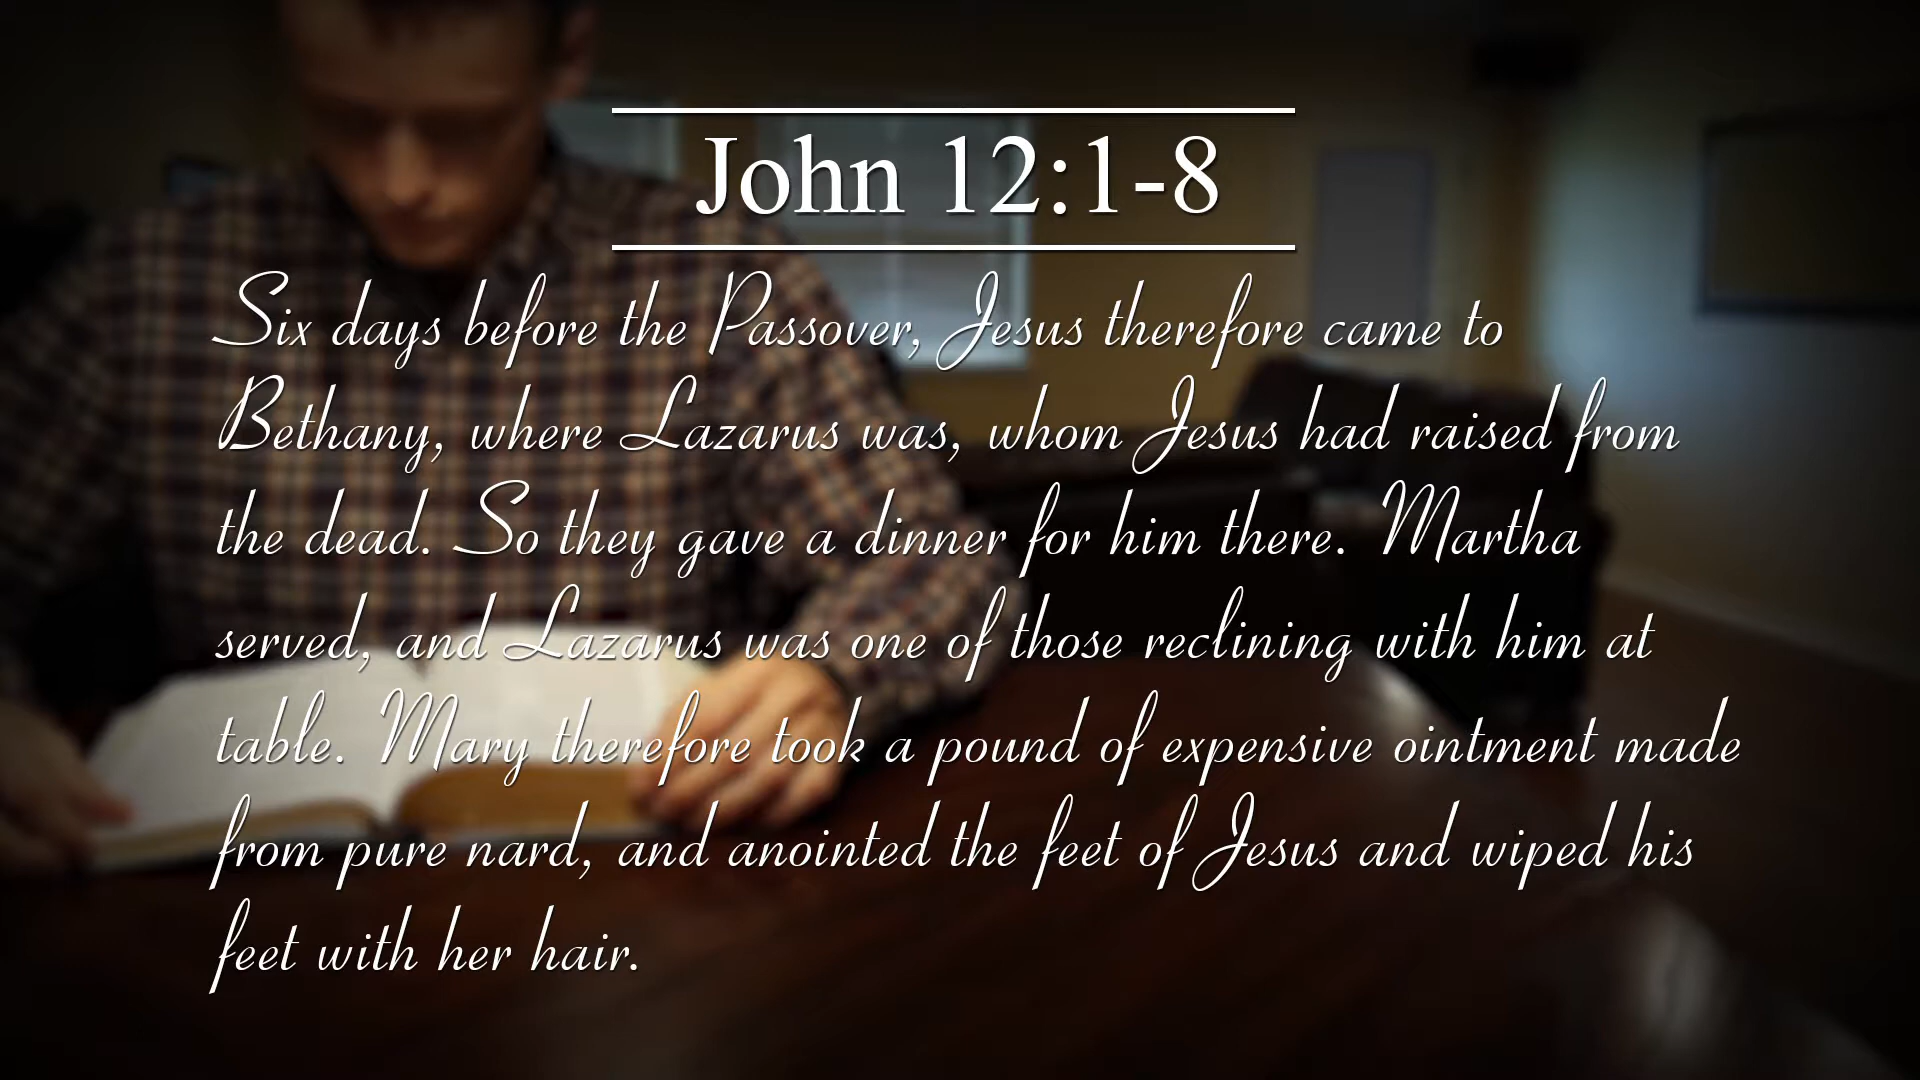 John 12:1-8
Six days before the Passover, Jesus therefore came to
Bethany, where Lazarus was, whom Jesus had raised from
the dead. So they gave a dinner for him there. Martha
served, and Lazarus was one of those reclining with him at
table. Mary therefore took a pound of expensive ointment made
from pure nard, and anointed the feet of Jesus and wiped his
feet with her hair.